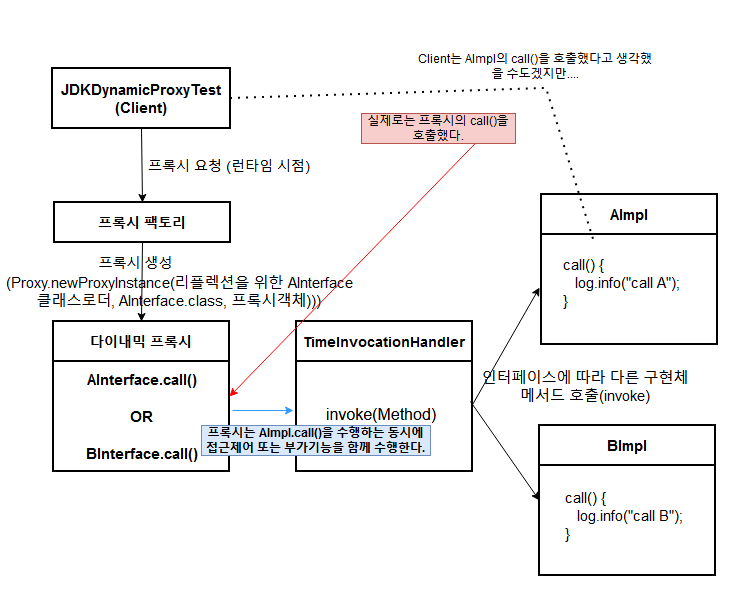 Client는 AImpl의 call()을 호출했다고 생각했
을 수도겠지만....
JDKDynamicProxyTest
(Client)
실제로는 프록시의 call()을
호출했다.
프록시 요청 (런타임 시점)
프록시 팩토리
AImpl
call() {
log.info("call A");
}
프록시 생성
(Proxy.newProxyInstance(리플렉션을 위한 AInterface
클래스로더, AInterface.class, 프록시객체)))
다이내믹 프록시
AInterface.call()
OR
BInterface.call()
TimeInvocationHandler
invoke(Method)
프록시는 AImpl.call()을 수행하는 동시에
접근제어 또는 부가기능을 함께 수행한다.
인터페이스에 따라 다른 구현체
메서드 호출(invoke)
BImpl
call() {
log.info("call B");
}